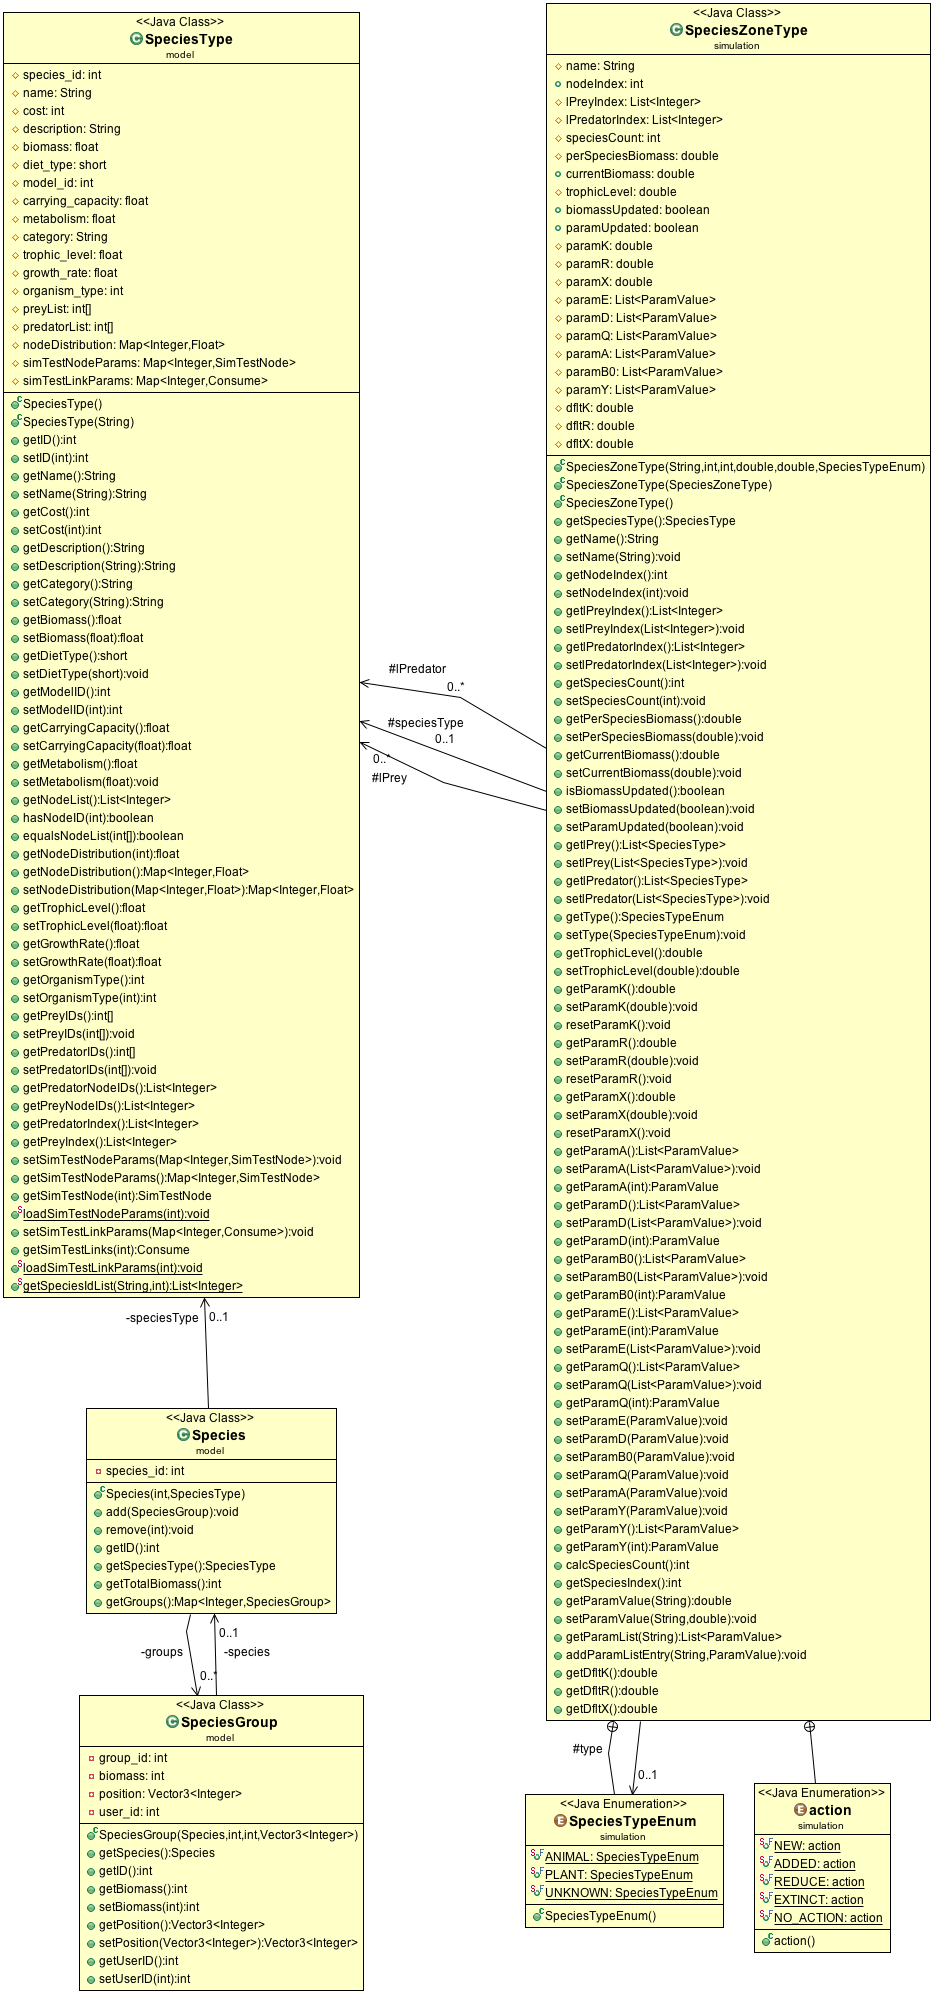 <<Java Class>>
SpeciesType
model
species_id: int
name: String
cost: int
description: String
biomass: float
diet_type: short
model_id: int
carrying_capacity: float
metabolism: float
category: String
trophic_level: float
growth_rate: float
organism_type: int
preyList: int[]
predatorList: int[]
nodeDistribution: Map<Integer,Float>
simTestNodeParams: Map<Integer,SimTestNode>
simTestLinkParams: Map<Integer,Consume>
SpeciesType()
SpeciesType(String)
getID():int
setID(int):int
getName():String
setName(String):String
getCost():int
setCost(int):int
getDescription():String
setDescription(String):String
getCategory():String
setCategory(String):String
getBiomass():float
setBiomass(float):float
getDietType():short
setDietType(short):void
getModelID():int
setModelID(int):int
getCarryingCapacity():float
setCarryingCapacity(float):float
getMetabolism():float
setMetabolism(float):void
getNodeList():List<Integer>
hasNodeID(int):boolean
equalsNodeList(int[]):boolean
getNodeDistribution(int):float
getNodeDistribution():Map<Integer,Float>
setNodeDistribution(Map<Integer,Float>):Map<Integer,Float>
getTrophicLevel():float
setTrophicLevel(float):float
getGrowthRate():float
setGrowthRate(float):float
getOrganismType():int
setOrganismType(int):int
getPreyIDs():int[]
setPreyIDs(int[]):void
getPredatorIDs():int[]
setPredatorIDs(int[]):void
getPredatorNodeIDs():List<Integer>
getPreyNodeIDs():List<Integer>
getPredatorIndex():List<Integer>
getPreyIndex():List<Integer>
setSimTestNodeParams(Map<Integer,SimTestNode>):void
getSimTestNodeParams():Map<Integer,SimTestNode>
getSimTestNode(int):SimTestNode
loadSimTestNodeParams(int):void
setSimTestLinkParams(Map<Integer,Consume>):void
getSimTestLinks(int):Consume
loadSimTestLinkParams(int):void
getSpeciesIdList(String,int):List<Integer>
#lPredator
0..*
#speciesType
0..1
0..*
#lPrey
<<Java Class>>
SpeciesZoneType
simulation
name: String
nodeIndex: int
lPreyIndex: List<Integer>
lPredatorIndex: List<Integer>
speciesCount: int
perSpeciesBiomass: double
currentBiomass: double
trophicLevel: double
biomassUpdated: boolean
paramUpdated: boolean
paramK: double
paramR: double
paramX: double
paramE: List<ParamValue>
paramD: List<ParamValue>
paramQ: List<ParamValue>
paramA: List<ParamValue>
paramB0: List<ParamValue>
paramY: List<ParamValue>
dfltK: double
dfltR: double
dfltX: double
SpeciesZoneType(String,int,int,double,double,SpeciesTypeEnum)
SpeciesZoneType(SpeciesZoneType)
SpeciesZoneType()
getSpeciesType():SpeciesType
getName():String
setName(String):void
getNodeIndex():int
setNodeIndex(int):void
getlPreyIndex():List<Integer>
setlPreyIndex(List<Integer>):void
getlPredatorIndex():List<Integer>
setlPredatorIndex(List<Integer>):void
getSpeciesCount():int
setSpeciesCount(int):void
getPerSpeciesBiomass():double
setPerSpeciesBiomass(double):void
getCurrentBiomass():double
setCurrentBiomass(double):void
isBiomassUpdated():boolean
setBiomassUpdated(boolean):void
setParamUpdated(boolean):void
getlPrey():List<SpeciesType>
setlPrey(List<SpeciesType>):void
getlPredator():List<SpeciesType>
setlPredator(List<SpeciesType>):void
getType():SpeciesTypeEnum
setType(SpeciesTypeEnum):void
getTrophicLevel():double
setTrophicLevel(double):double
getParamK():double
setParamK(double):void
resetParamK():void
getParamR():double
setParamR(double):void
resetParamR():void
getParamX():double
setParamX(double):void
resetParamX():void
getParamA():List<ParamValue>
setParamA(List<ParamValue>):void
getParamA(int):ParamValue
getParamD():List<ParamValue>
setParamD(List<ParamValue>):void
getParamD(int):ParamValue
getParamB0():List<ParamValue>
setParamB0(List<ParamValue>):void
getParamB0(int):ParamValue
getParamE():List<ParamValue>
getParamE(int):ParamValue
setParamE(List<ParamValue>):void
getParamQ():List<ParamValue>
setParamQ(List<ParamValue>):void
getParamQ(int):ParamValue
setParamE(ParamValue):void
setParamD(ParamValue):void
setParamB0(ParamValue):void
setParamQ(ParamValue):void
setParamA(ParamValue):void
setParamY(ParamValue):void
getParamY():List<ParamValue>
getParamY(int):ParamValue
calcSpeciesCount():int
getSpeciesIndex():int
getParamValue(String):double
setParamValue(String,double):void
getParamList(String):List<ParamValue>
addParamListEntry(String,ParamValue):void
getDfltK():double
getDfltR():double
getDfltX():double
-speciesType
0..1
<<Java Class>>
Species
model
species_id: int
Species(int,SpeciesType)
add(SpeciesGroup):void
remove(int):void
getID():int
getSpeciesType():SpeciesType
getTotalBiomass():int
getGroups():Map<Integer,SpeciesGroup>
0..1
-groups
-species
0..*
<<Java Class>>
SpeciesGroup
model
group_id: int
biomass: int
position: Vector3<Integer>
user_id: int
SpeciesGroup(Species,int,int,Vector3<Integer>)
getSpecies():Species
getID():int
getBiomass():int
setBiomass(int):int
getPosition():Vector3<Integer>
setPosition(Vector3<Integer>):Vector3<Integer>
getUserID():int
setUserID(int):int
#type
0..1
<<Java Enumeration>>
SpeciesTypeEnum
simulation
ANIMAL: SpeciesTypeEnum
PLANT: SpeciesTypeEnum
UNKNOWN: SpeciesTypeEnum
SpeciesTypeEnum()
<<Java Enumeration>>
action
simulation
NEW: action
ADDED: action
REDUCE: action
EXTINCT: action
NO_ACTION: action
action()